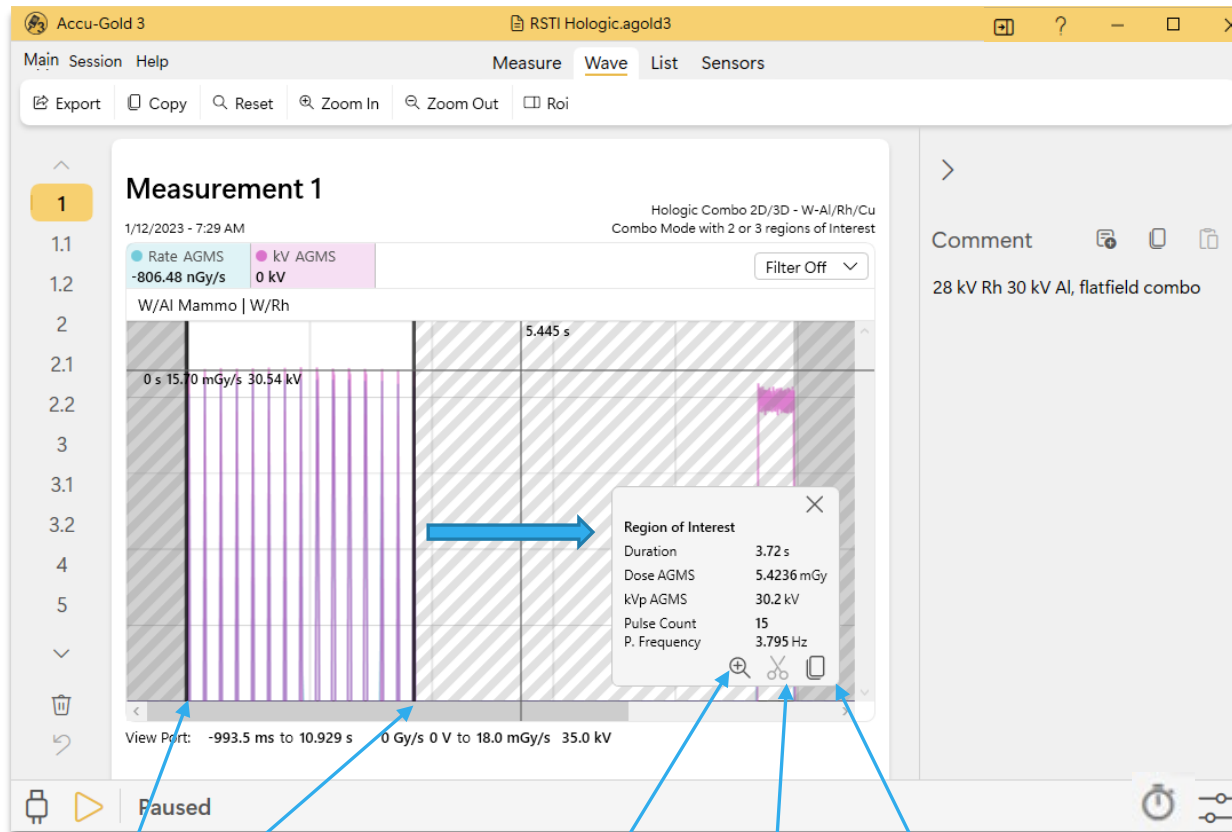 Accu-Gold 3
RSTI Hologic.agold3
?
Main Session Help
Measure Wave List Sensors
Export Copy Reset Zoom In Zoom Out Roi
1
1.1
1.2
2
2.1
2.2
3
3.1
3.2
4
5
Measurement 1
1/12/2023 - 7:29 AM
Hologic Combo 2D/3D - W-Al/Rh/Cu
Combo Mode with 2 or 3 regions of Interest
Rate AGMS
-806.48 nGy/s
kV AGMS
0 kV
Filter Off
W/Al Mammo | W/Rh
5.445 s
0 s 15.70 mGy/s 30.54 kV
Region of Interest
Duration 3.72 s
Dose AGMS 5.4236 mGy
kVp AGMS 30.2 kV
Pulse Count 15
P. Frequency 3.795 Hz
View Port: -993.5 ms to 10.929 s 0 Gy/s 0 V to 18.0 mGy/s 35.0 kV
Comment
28 kV Rh 30 kV Al, flatfield combo
Paused